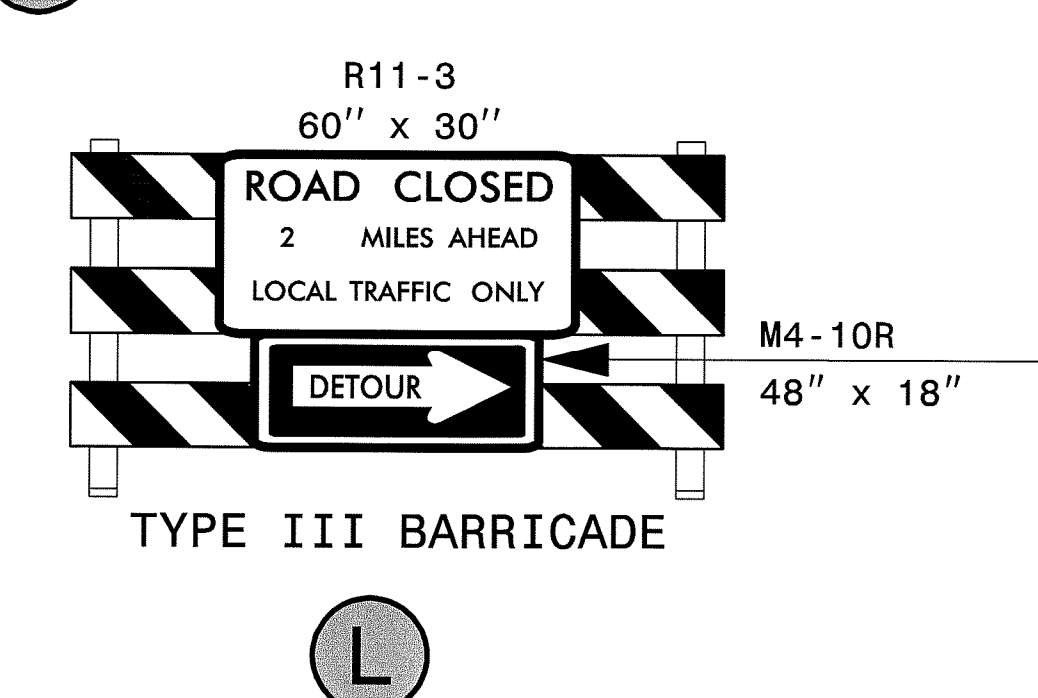 R11-3
60" x 30"
ROAD CLOSED
2 MILES AHEAD
LOCAL TRAFFIC ONLY
DETOUR
M4-10R
48" x 18"
TYPE III BARRICADE
L